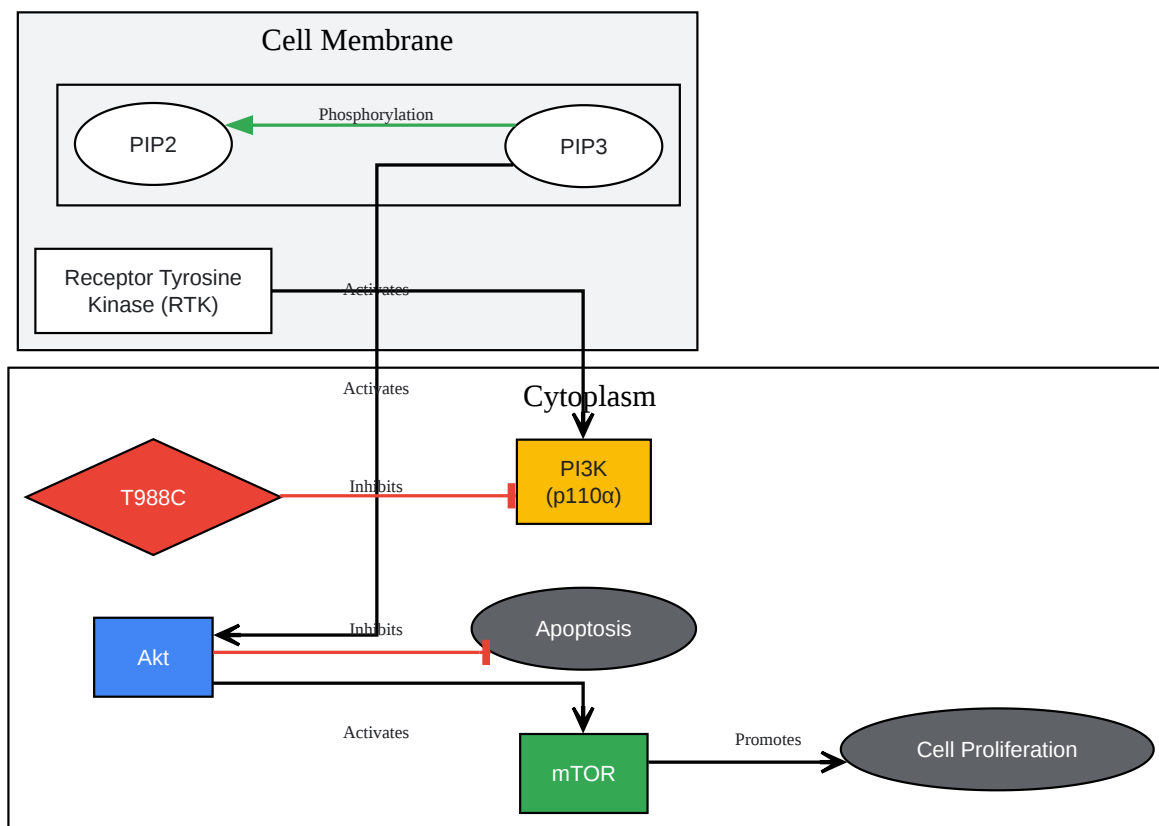 Cell Membrane
Phosphorylation
PIP2
PIP3
Receptor Tyrosine
Kinase (RTK)
Activates
Activates
Cytoplasm
T988C
Inhibits
PI3K
(p110α)
Akt
Inhibits
Apoptosis
Activates
mTOR
Promotes
Cell Proliferation